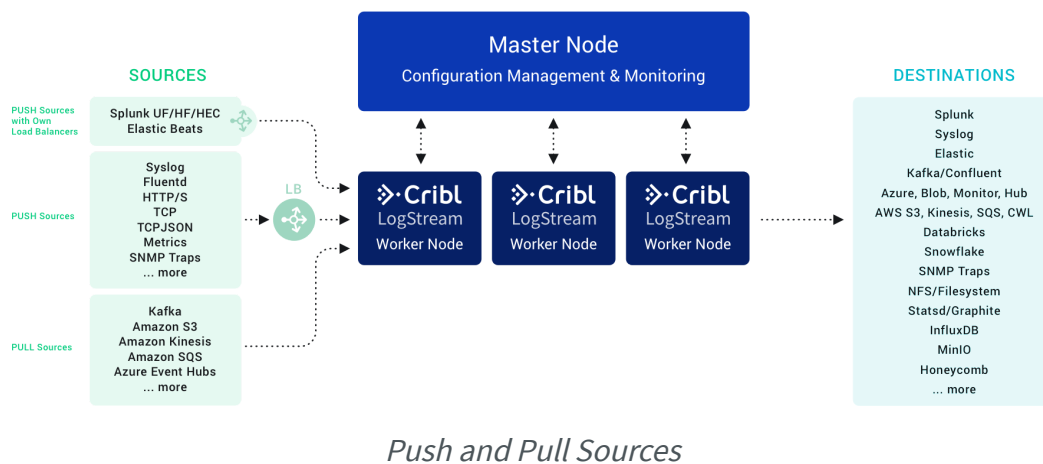 Master Node
Configuration Management & Monitoring
SOURCES
DESTINATIONS
PUSH Sources
with Own
Load Balancers
Splunk UF/HF/HEC
Elastic Beats
PUSH Sources
Syslog
Fluentd
HTTP/S
TCP
TCPJSON
Metrics
SNMP Traps
... more
LB
PULL Sources
Kafka
Amazon S3
Amazon Kinesis
Amazon SQS
Azure Event Hubs
... more
Cribl
LogStream
Worker Node
Cribl
LogStream
Worker Node
Cribl
LogStream
Worker Node
Splunk
Syslog
Elastic
Kafka/Confluent
Azure, Blob, Monitor, Hub
AWS S3, Kinesis, SQS, CWL
Databricks
Snowflake
SNMP Traps
NFS/Filesystem
Statsd/Graphite
InfluxDB
MinIO
Honeycomb
... more
Push and Pull Sources